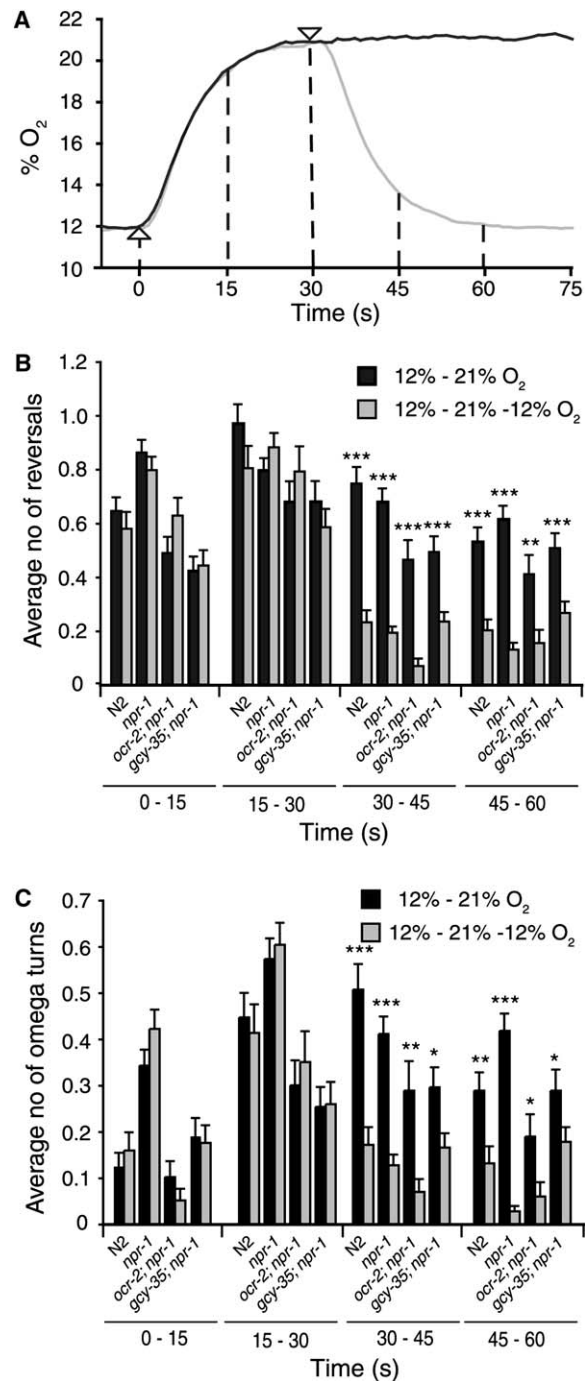 A
22
20
18
16
14
12
10
% O2
0
15
30
45
60
75
Time (s)
B
1.2
1.0
0.8
0.6
0.4
0.2
0
Average no of reversals
12% - 21% O2
12% - 21% -12% O2
***
***
***
***
***
***
**
***
N2
npr-1
ocr-2; npr-1
gcy-35; npr-1
N2
npr-1
ocr-2; npr-1
gcy-35; npr-1
N2
npr-1
ocr-2; npr-1
gcy-35; npr-1
N2
npr-1
ocr-2; npr-1
gcy-35; npr-1
0 - 15
15 - 30
30 - 45
45 - 60
Time (s)
C
0.7
0.6
0.5
0.4
0.3
0.2
0.1
0
Average no of omega turns
12% - 21% O2
12% - 21% -12% O2
***
***
**
*
**
***
*
*
N2
npr-1
ocr-2; npr-1
gcy-35; npr-1
N2
npr-1
ocr-2; npr-1
gcy-35; npr-1
N2
npr-1
ocr-2; npr-1
gcy-35; npr-1
N2
npr-1
ocr-2; npr-1
gcy-35; npr-1
0 - 15
15 - 30
30 - 45
45 - 60
Time (s)